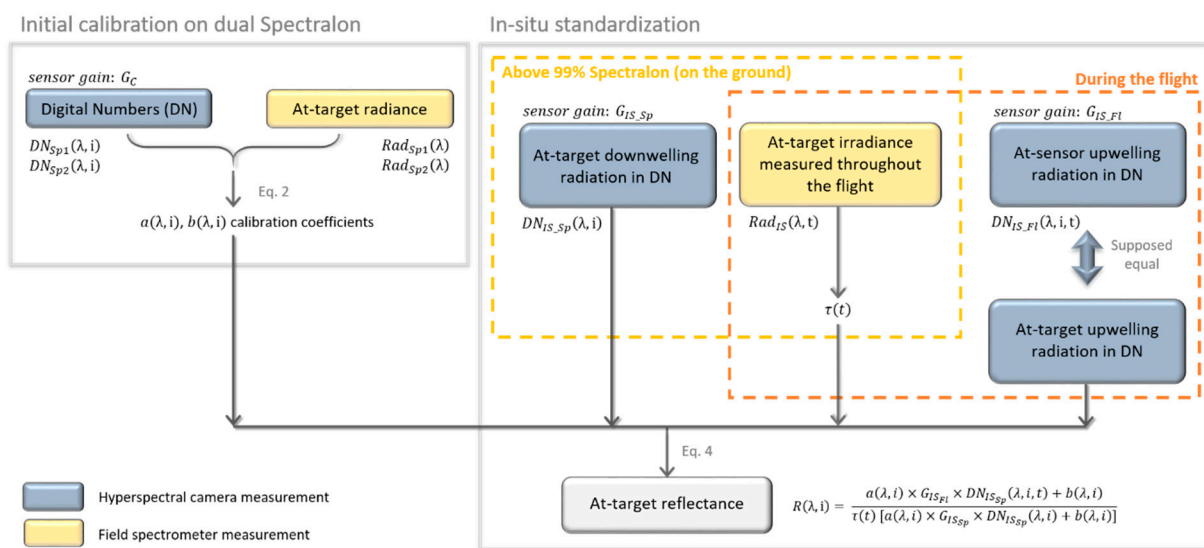 Initial calibration on dual Spectralon
sensor gain: G_C
Digital Numbers (DN)
At-target radiance
DN_Sp1(λ, i)
DN_Sp2(λ, i)
Rad_Sp1(λ)
Rad_Sp2(λ)
Eq. 2
a(λ, i), b(λ, i) calibration coefficients
In-situ standardization
Above 99% Spectralon (on the ground)
During the flight
sensor gain: G_IS_Sp
At-target downwelling
radiation in DN
DN_IS_Sp(λ, i)
At-target irradiance
measured throughout
the flight
Rad_IS(λ, t)
τ(t)
sensor gain: G_IS_Fl
At-sensor upwelling
radiation in DN
DN_IS_Fl(λ, i, t)
Supposed
equal
At-target upwelling
radiation in DN
Eq. 4
At-target reflectance
R(λ, i) = a(λ, i) × G_IS_Fl × DN_IS_Sp(λ, i, t) + b(λ, i)
τ(t) [a(λ, i) × G_IS_Sp × DN_IS_Sp(λ, i) + b(λ, i)]
Hyperspectral camera measurement
Field spectrometer measurement